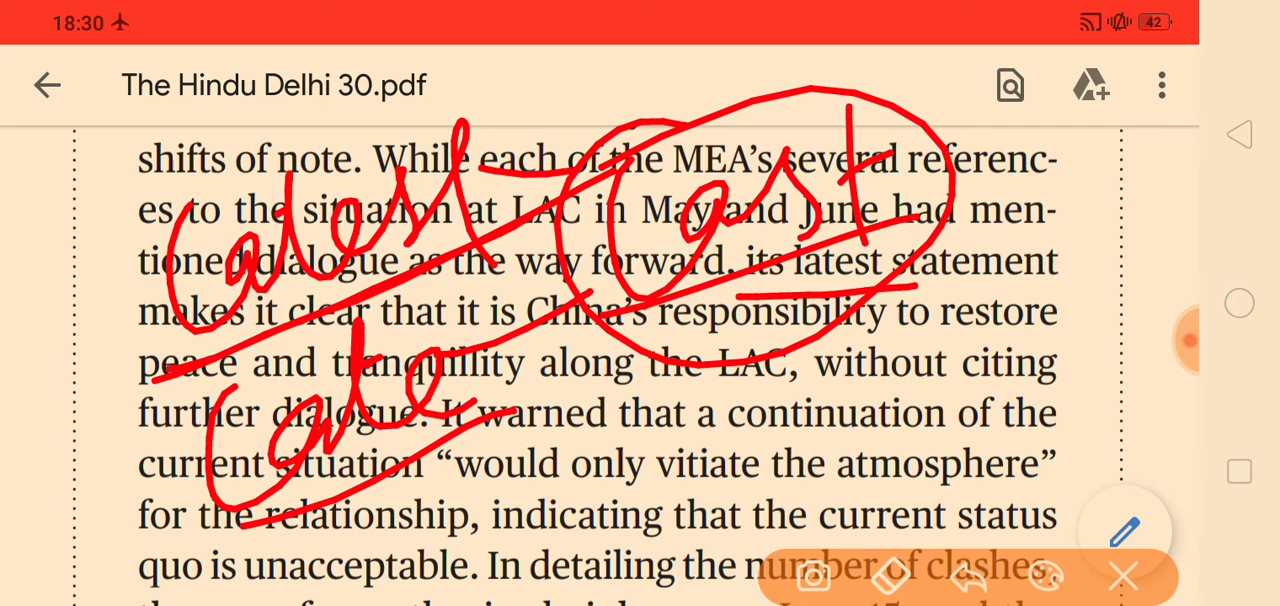 18:30 42
The Hindu Delhi 30.pdf
shifts of note. While each of the MEA's several referenc-
es to the situation at LAC in May and June had men-
tioned dialogue as the way forward, its latest statement
makes it clear that it is China's responsibility to restore
peace and tranquillity along the LAC, without citing
further dialogue. It warned that a continuation of the
current situation “would only vitiate the atmosphere”
for the relationship, indicating that the current status
quo is unacceptable. In detailing the number of clashes,
Cast